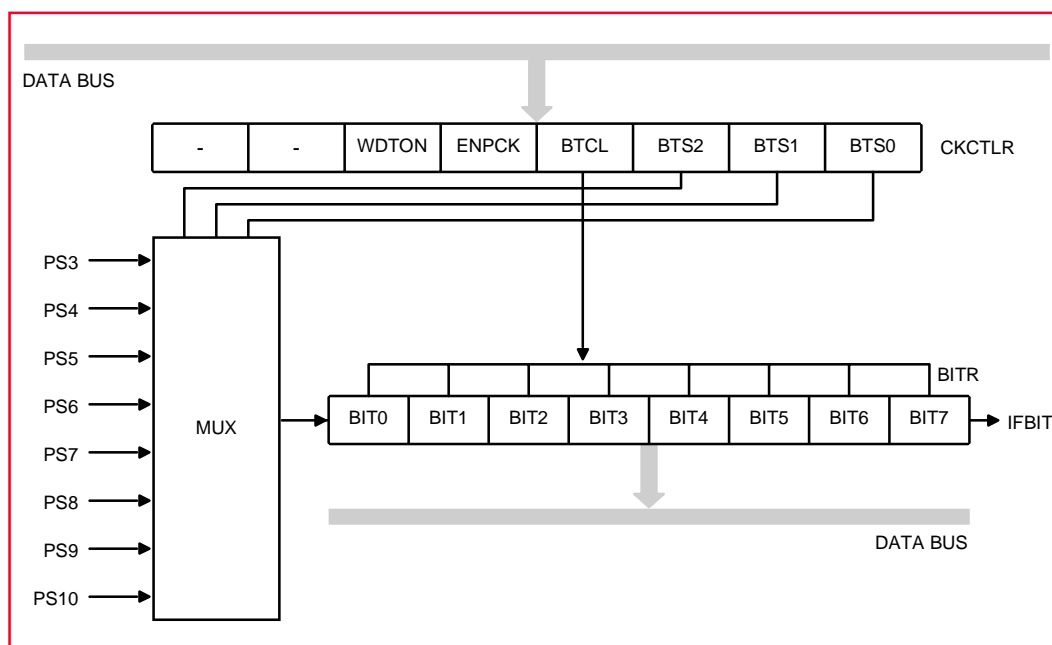 DATA BUS
- - WDTON ENPCK BTCL BTS2 BTS1 BTS0 CKCTLR
PS3
PS4
PS5
PS6
PS7
PS8
PS9
PS10
MUX
BITR
BIT0 BIT1 BIT2 BIT3 BIT4 BIT5 BIT6 BIT7 IFBIT
DATA BUS